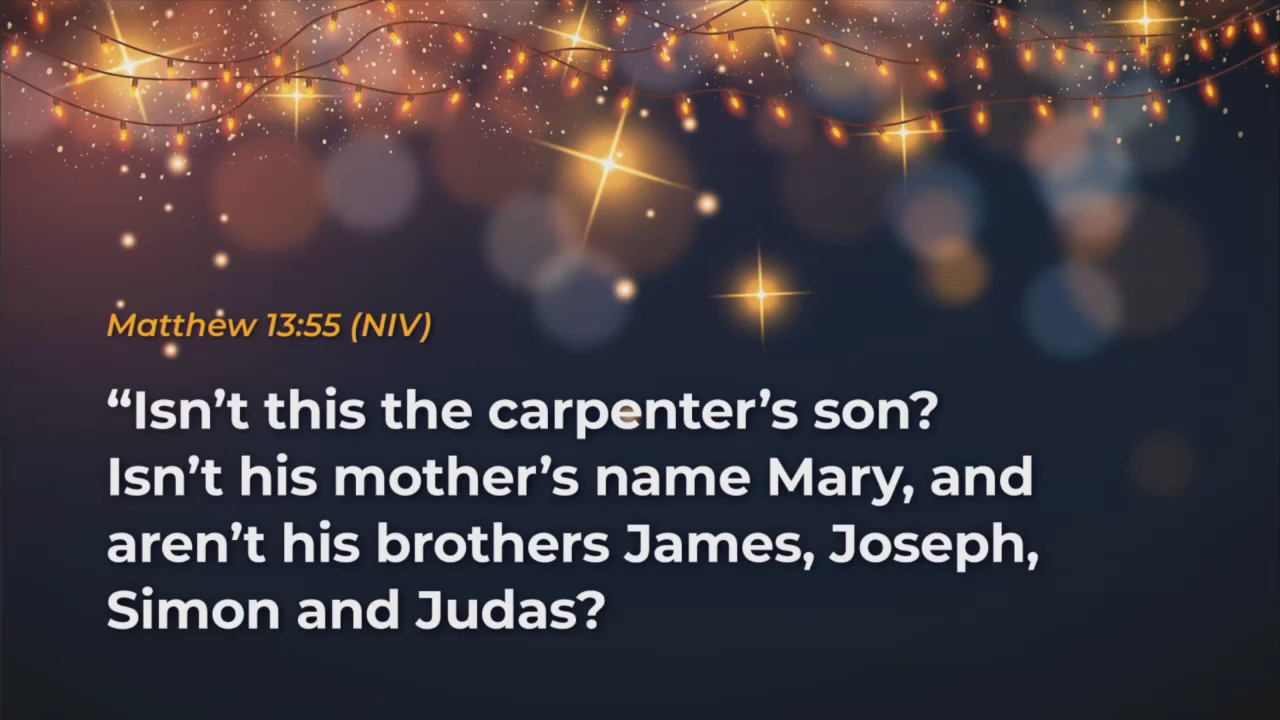 Matthew 13:55 (NIV)
“Isn’t this the carpenter’s son?
Isn’t his mother’s name Mary, and
aren’t his brothers James, Joseph,
Simon and Judas?